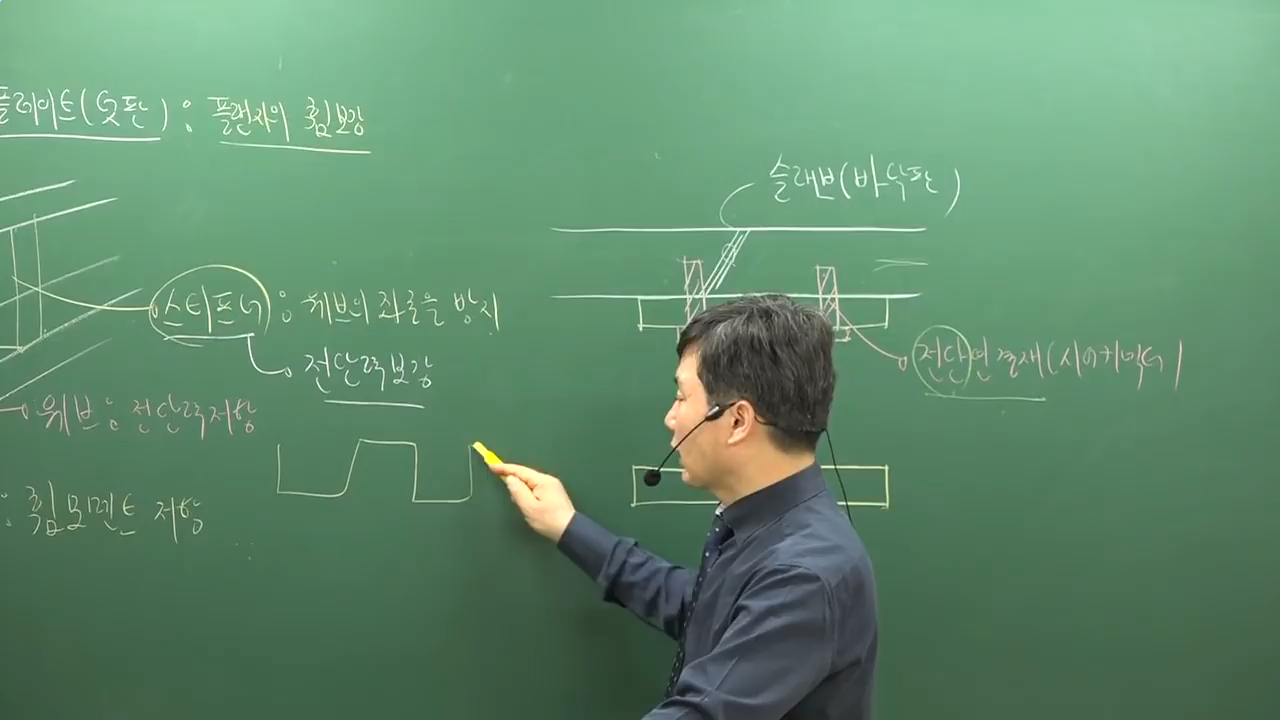 플레이트(덧판) : 플랜지의 휨보강
스티프너 : 웨브의 좌굴을 방지
전단력보강
웨브 : 전단력저항
: 휨모멘트 저항
슬래브(바닥판)
전단연결재(시어커넥터)